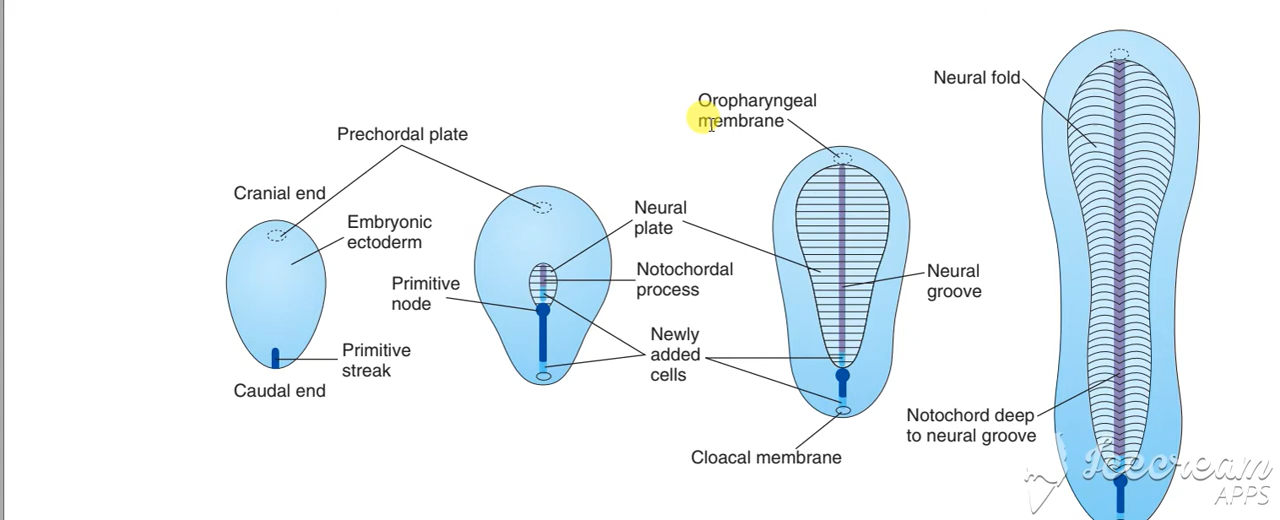 Prechordal plate
Cranial end
Embryonic
ectoderm
Primitive
streak
Caudal end
Primitive
node
Neural
plate
Notochordal
process
Newly
added
cells
Oropharyngeal
membrane
Neural
groove
Cloacal membrane
Neural fold
Notochord deep
to neural groove
Icecream
APPS